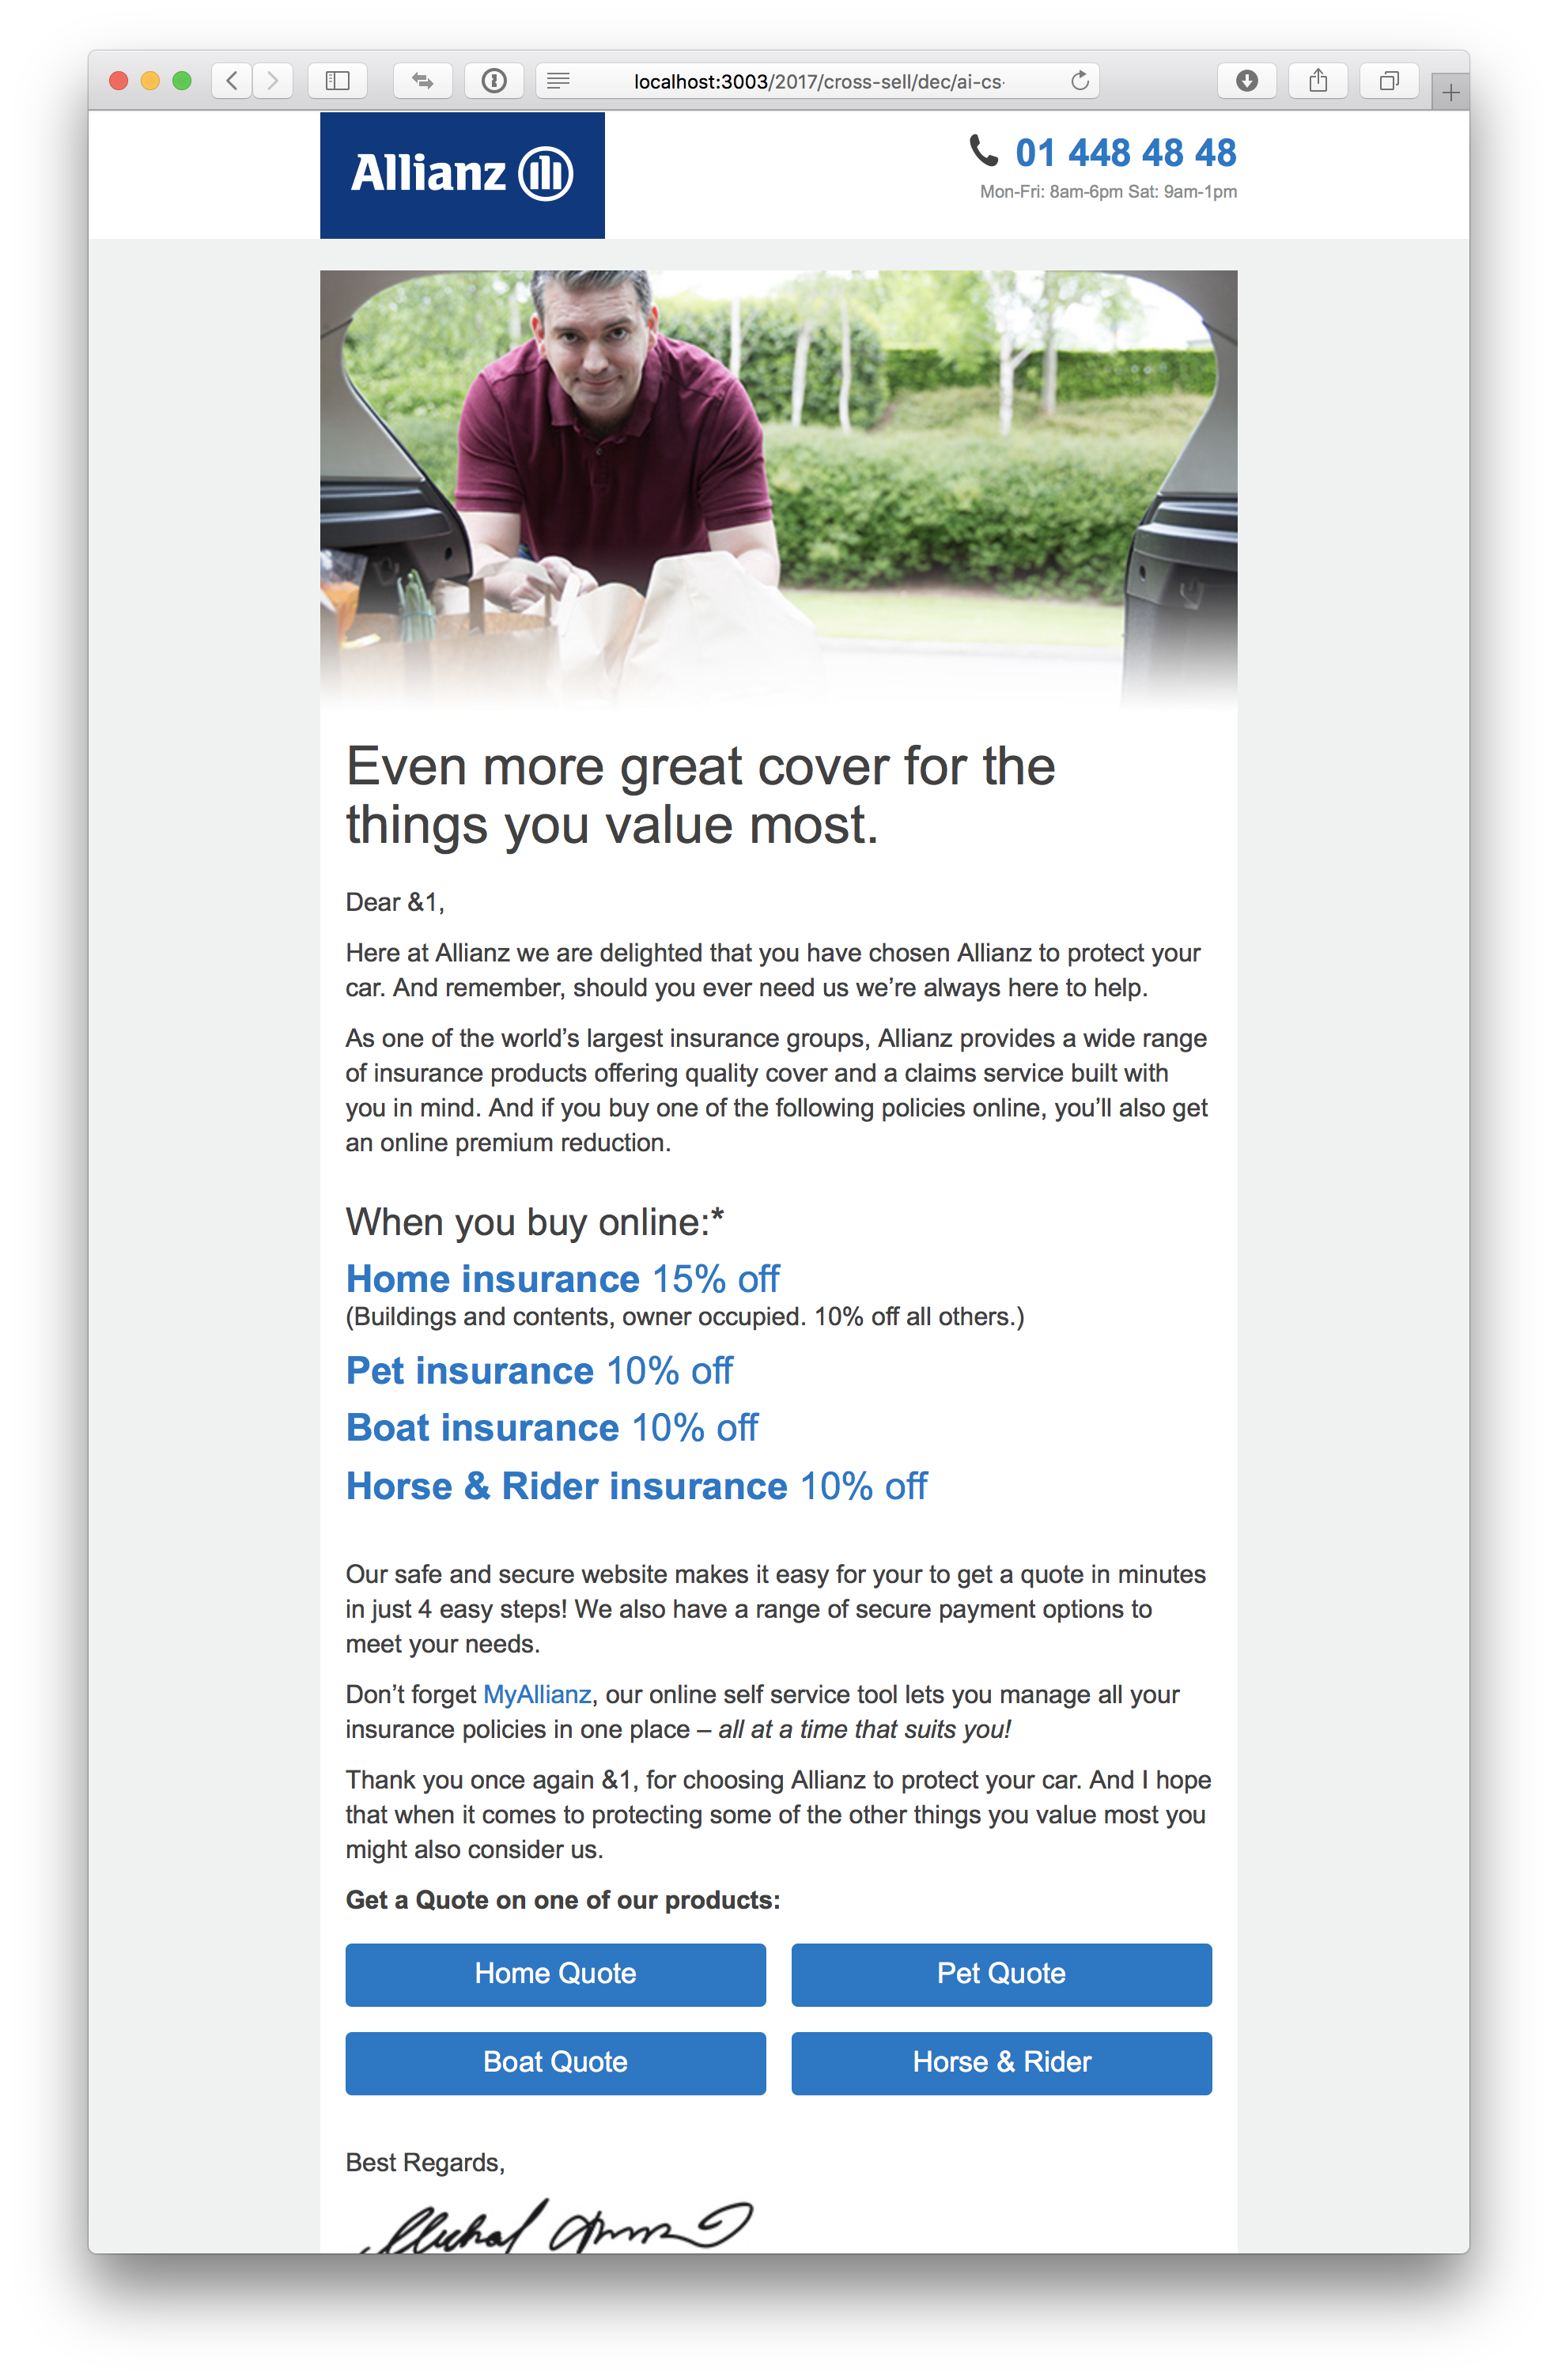 localhost:3003/2017/cross-sell/dec/ai-cs-
Allianz
01 448 48 48
Mon-Fri: 8am-6pm Sat: 9am-1pm
Even more great cover for the
things you value most.
Dear &1,
Here at Allianz we are delighted that you have chosen Allianz to protect your
car. And remember, should you ever need us we’re always here to help.
As one of the world’s largest insurance groups, Allianz provides a wide range
of insurance products offering quality cover and a claims service built with
you in mind. And if you buy one of the following policies online, you’ll also get
an online premium reduction.
When you buy online:*
Home insurance 15% off
(Buildings and contents, owner occupied. 10% off all others.)
Pet insurance 10% off
Boat insurance 10% off
Horse & Rider insurance 10% off
Our safe and secure website makes it easy for your to get a quote in minutes
in just 4 easy steps! We also have a range of secure payment options to
meet your needs.
Don’t forget MyAllianz, our online self service tool lets you manage all your
insurance policies in one place – all at a time that suits you!
Thank you once again &1, for choosing Allianz to protect your car. And I hope
that when it comes to protecting some of the other things you value most you
might also consider us.
Get a Quote on one of our products:
Home Quote
Pet Quote
Boat Quote
Horse & Rider
Best Regards,